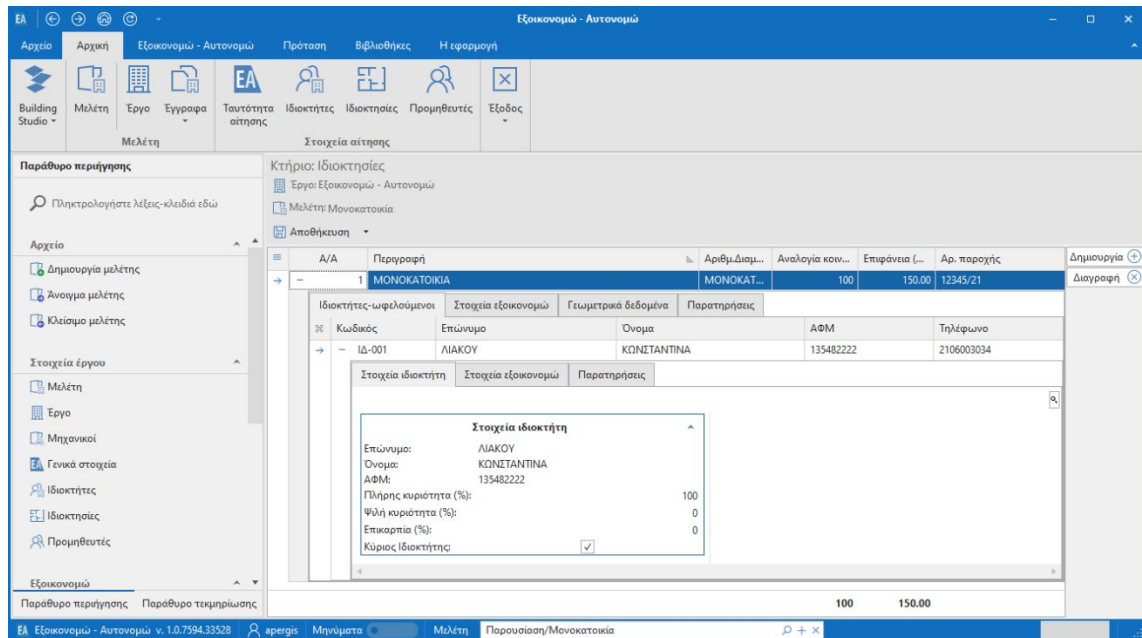 EA Εξοικονομώ - Αυτονομώ
Αρχείο Αρχική Εξοικονομώ - Αυτονομώ Πρόταση Βιβλιοθήκες Η εφαρμογή
Building Studio Μελέτη Έργο Έγγραφα EA Ταυτότητα αίτησης Ιδιοκτήτες Ιδιοκτησίες Προμηθευτές Έξοδος
Μελέτη Στοιχεία αίτησης
Παράθυρο περιήγησης
Πληκτρολογήστε λέξεις-κλειδιά εδώ
Αρχείο
Δημιουργία μελέτης
Άνοιγμα μελέτης
Κλείσιμο μελέτης
Στοιχεία έργου
Μελέτη
Έργο
Μηχανικοί
EA Γενικά στοιχεία
Ιδιοκτήτες
Ιδιοκτησίες
Προμηθευτές
Εξοικονομώ
Παράθυρο περιήγησης Παράθυρο τεκμηρίωσης
Κτήριο: Ιδιοκτησίες
Έργο: Εξοικονομώ - Αυτονομώ
Μελέτη: Μονοκατοικία
Αποθήκευση
Α/Α Περιγραφή Αριθμ.Διαμ... Αναλογία κοιν... Επιφάνεια (... Αρ. παροχής
1 ΜΟΝΟΚΑΤΟΙΚΙΑ ΜΟΝΟΚΑΤ... 100 150.00 12345/21
Ιδιοκτήτες-ωφελούμενοι Στοιχεία εξοικονομώ Γεωμετρικά δεδομένα Παρατηρήσεις
Κωδικός Επώνυμο Όνομα ΑΦΜ Τηλέφωνο
ΙΔ-001 ΛΙΑΚΟΥ ΚΩΝΣΤΑΝΤΙΝΑ 135482222 2106003034
Στοιχεία ιδιοκτήτη Στοιχεία εξοικονομώ Παρατηρήσεις
Στοιχεία ιδιοκτήτη
Επώνυμο: ΛΙΑΚΟΥ
Όνομα: ΚΩΝΣΤΑΝΤΙΝΑ
ΑΦΜ: 135482222
Πλήρης κυριότητα (%): 100
Ψιλή κυριότητα (%): 0
Επικαρπία (%): 0
Κύριος Ιδιοκτήτης:
100 150.00
Δημιουργία
Διαγραφή
EA Εξοικονομώ - Αυτονομώ v. 1.0.7594.33528 apergis Μηνύματα Μελέτη Παρουσίαση/Μονοκατοικία